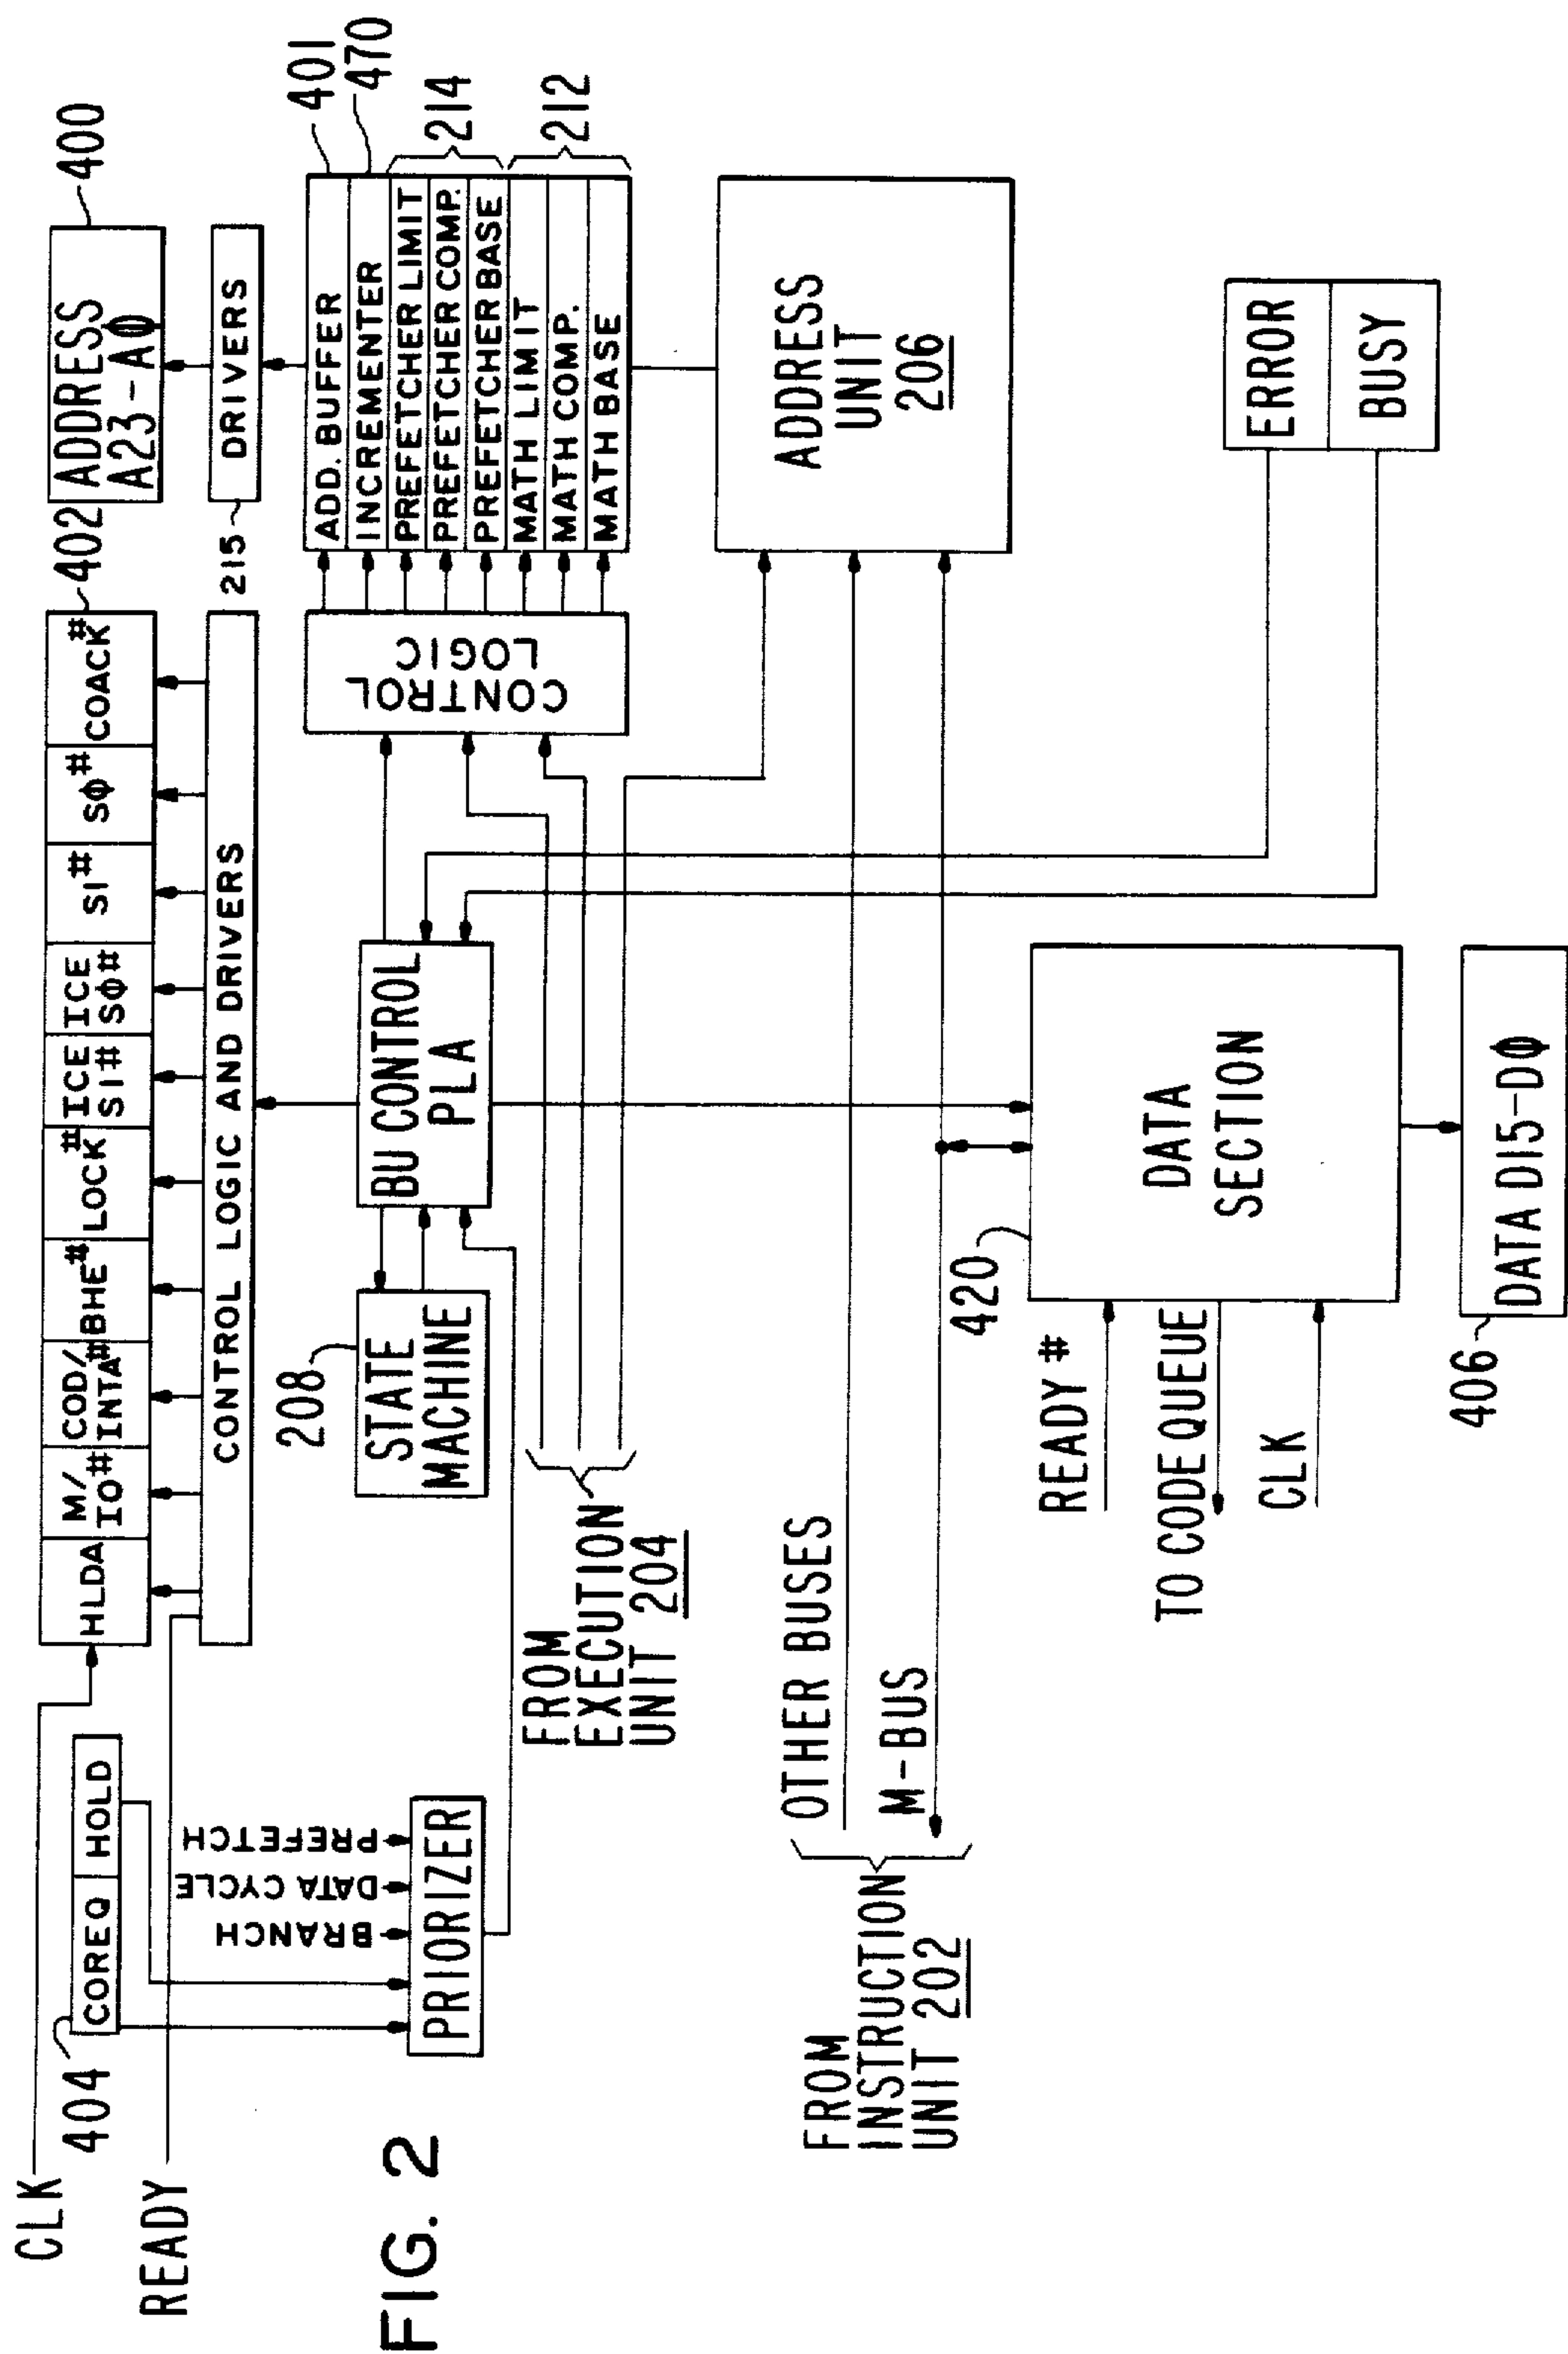 CLK
READY
404
COREQ
HOLD
HLDA
M/
IO#
COD/
INTA#
BHE#
LOCK#
ICE
S1#
ICE
SΦ#
S1#
SΦ#
COACK#
402
ADDRESS
A23-AΦ
400
CONTROL LOGIC AND DRIVERS
215
DRIVERS
BRANCH
DATA CYCLE
PREFETCH
PRIORIZER
208
STATE
MACHINE
BU CONTROL
PLA
CONTROL
LOGIC
ADD. BUFFER
INCREMENTER
PREFETCHER LIMIT
PREFETCHER COMP.
PREFETCHER BASE
MATH LIMIT
MATH COMP.
MATH BASE
401
470
214
212
FROM
EXECUTION
UNIT 204
ADDRESS
UNIT
206
OTHER BUSES
M-BUS
FROM
INSTRUCTION
UNIT 202
420
DATA
SECTION
READY #
TO CODE QUEUE
CLK
ERROR
BUSY
406
DATA D15-DΦ
FIG. 2